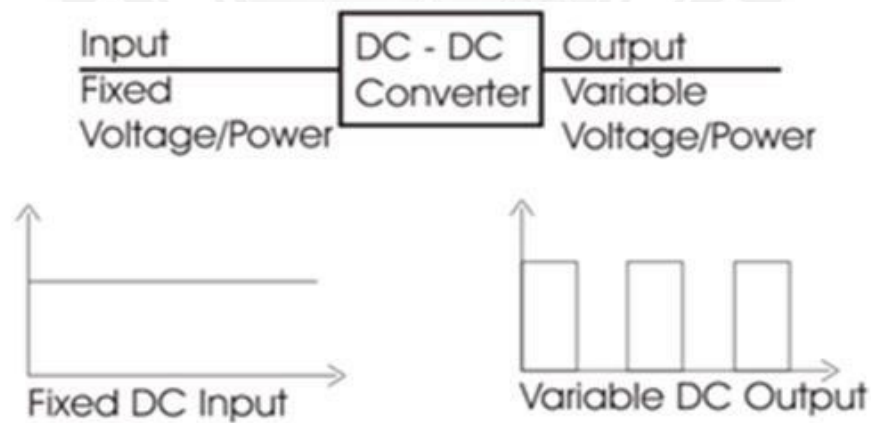 Input
DC - DC
Output
Fixed
Converter
Variable
Voltage/Power
Voltage/Power
Fixed DC Input
Variable DC Output